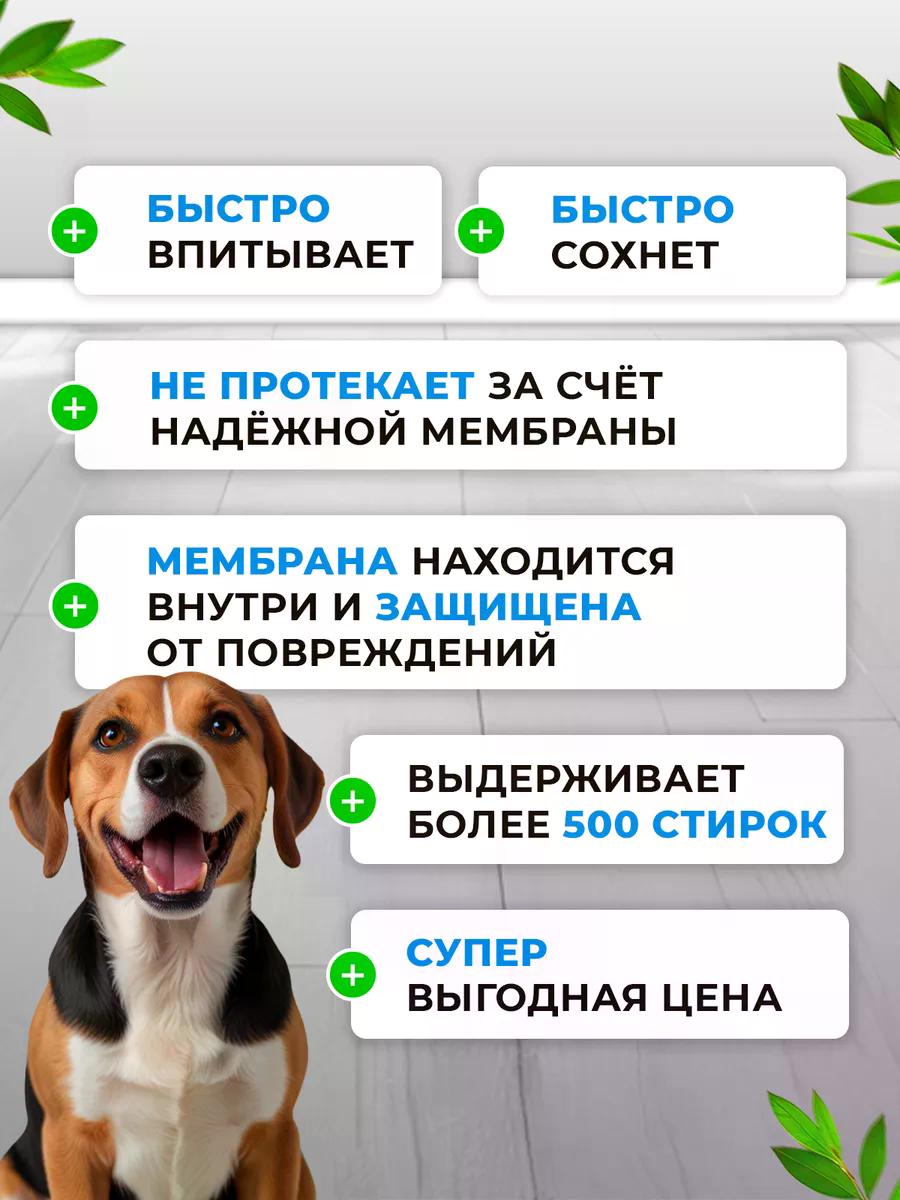 БЫСТРО
ВПИТЫВАЕТ
БЫСТРО
СОХНЕТ
НЕ ПРОТЕКАЕТ ЗА СЧЁТ
НАДЁЖНОЙ МЕМБРАНЫ
МЕМБРАНА НАХОДИТСЯ
ВНУТРИ И ЗАЩИЩЕНА
ОТ ПОВРЕЖДЕНИЙ
ВЫДЕРЖИВАЕТ
БОЛЕЕ 500 СТИРОК
СУПЕР
ВЫГОДНАЯ ЦЕНА